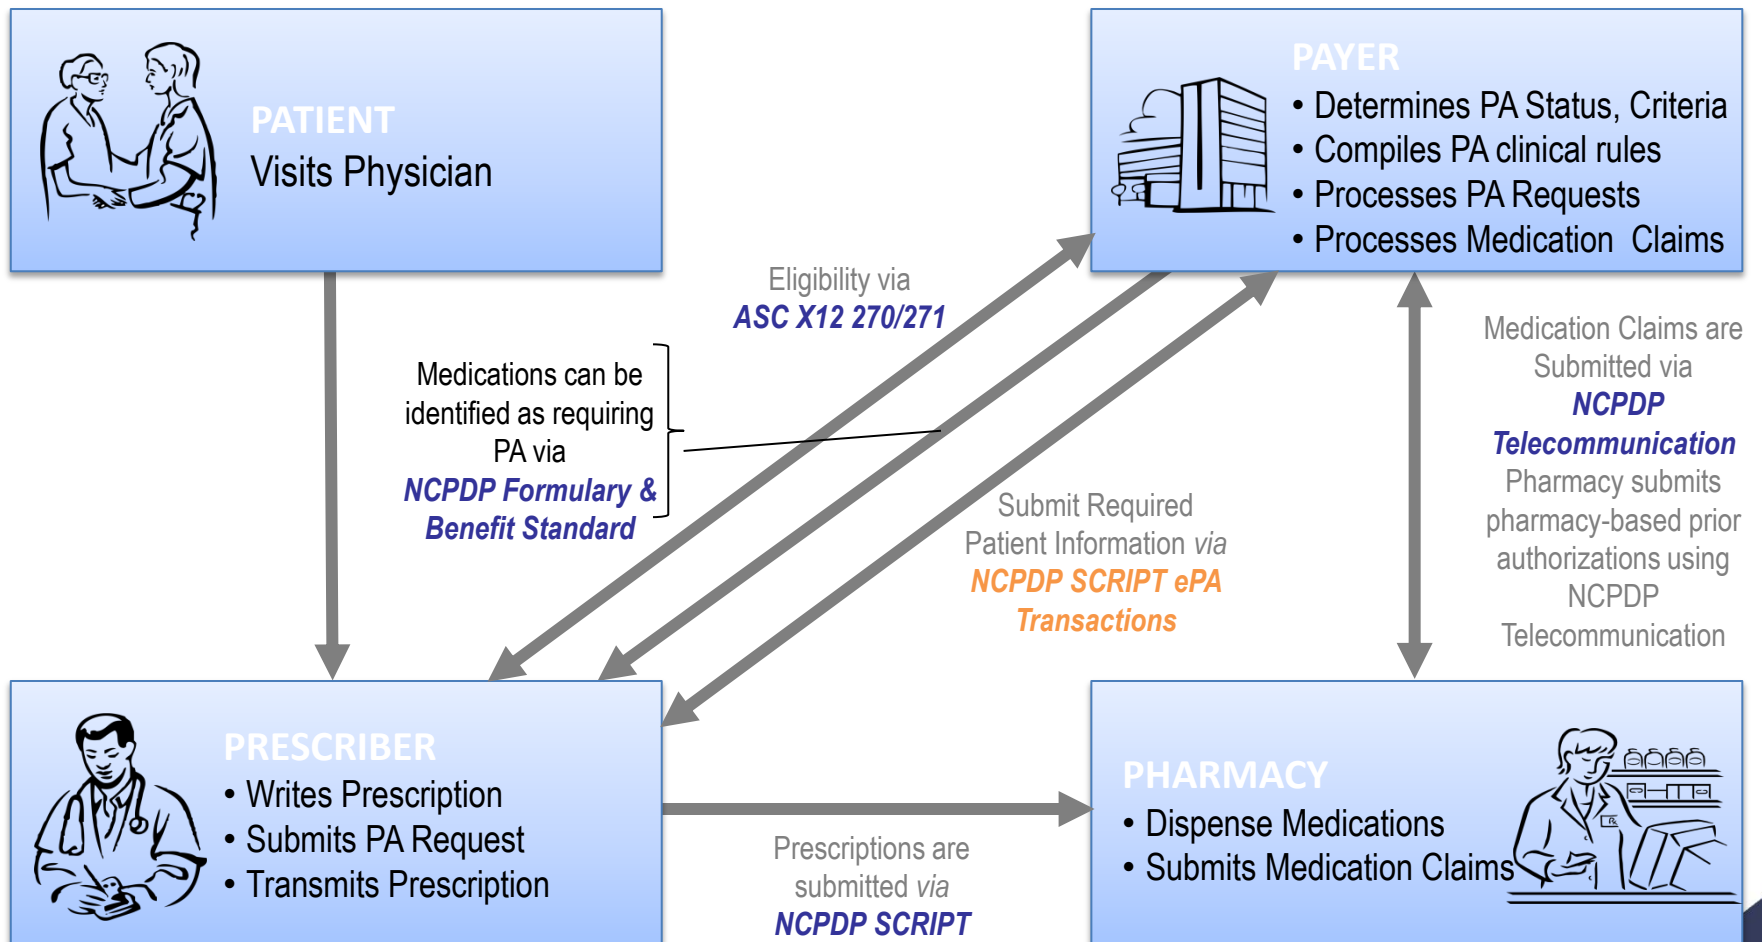 PATIENT
Visits Physician
PAYER
• Determines PA Status, Criteria
• Compiles PA clinical rules
• Processes PA Requests
• Processes Medication Claims
Eligibility via
ASC X12 270/271
Medications can be
identified as requiring
PA via
NCPDP Formulary &
Benefit Standard
Submit Required
Patient Information via
NCPDP SCRIPT ePA
Transactions
Medication Claims are
Submitted via
NCPDP
Telecommunication
Pharmacy submits
pharmacy-based prior
authorizations using
NCPDP
Telecommunication
PRESCRIBER
• Writes Prescription
• Submits PA Request
• Transmits Prescription
Prescriptions are
submitted via
NCPDP SCRIPT
PHARMACY
• Dispense Medications
• Submits Medication Claims